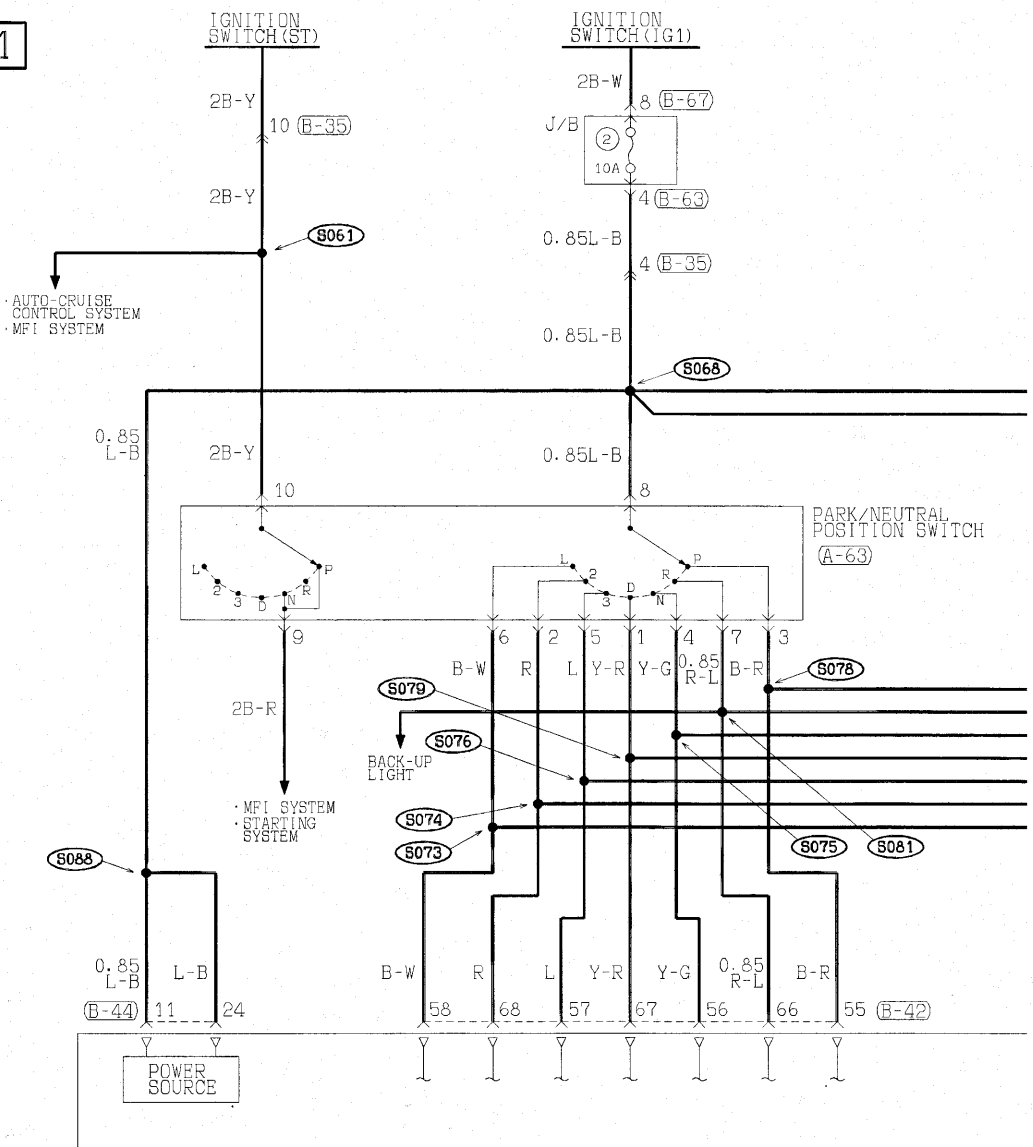 1
IGNITION
SWITCH(ST)
IGNITION
SWITCH(IG1)
2B-W
2B-Y
8 (B-67)
10 (B-35)
J/B
2
10A
2B-Y
4 (B-63)
S061
0.85L-B
4 (B-35)
·AUTO-CRUISE
CONTROL SYSTEM
·MFI SYSTEM
0.85L-B
S068
0.85
L-B
2B-Y
0.85L-B
10
8
PARK/NEUTRAL
POSITION SWITCH
(A-63)
L 2 3 D N R P
L 2 3 D N R P
9
6 2 5 1 4 7 3
B-W R L Y-R Y-G 0.85
R-L B-R
S078
S079
2B-R
S076
BACK-UP
LIGHT
·MFI SYSTEM
·STARTING
SYSTEM
S074
S073
S075
S081
S088
0.85
L-B
L-B
B-W R L Y-R Y-G 0.85
R-L B-R
(B-44) 11 24
58 68 57 67 56 66 55 (B-42)
POWER
SOURCE